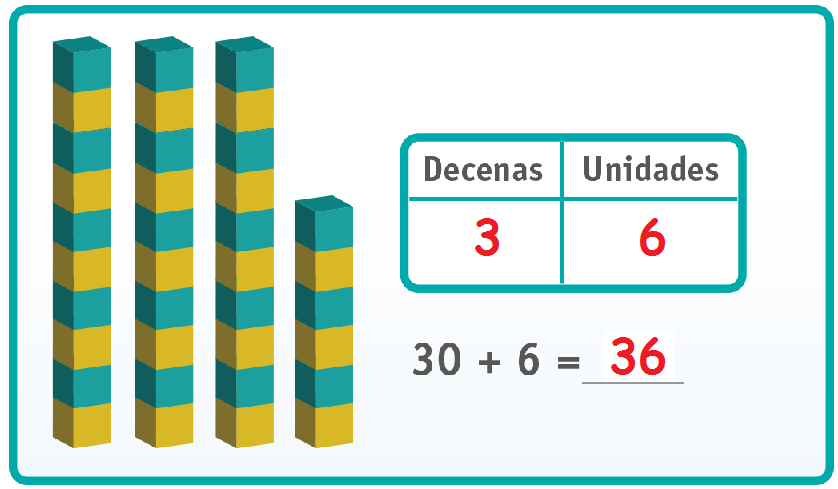 Decenas Unidades
3 6
30 + 6 = 36